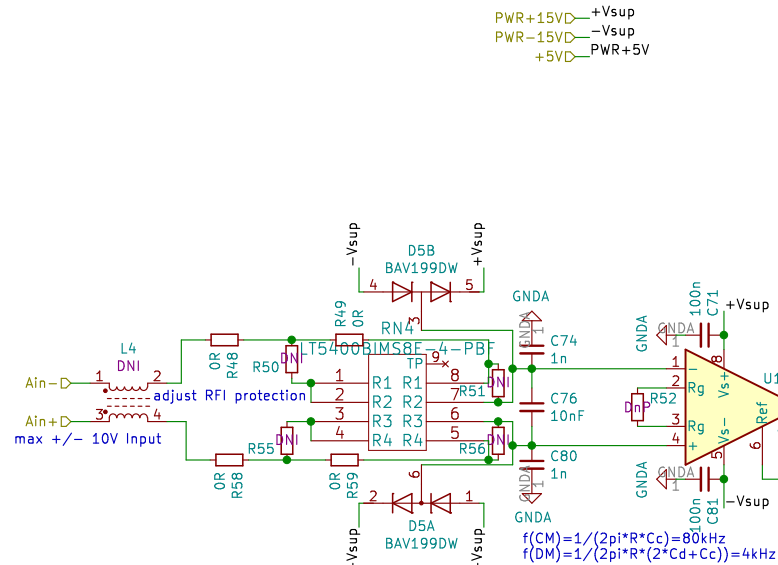 PWR+15V +Vsup
PWR-15V -Vsup
+5V PWR+5V
-Vsup
+Vsup
D5B
BAV199DW
4
5
3
R49
0R
RN4
LT5400BIMS8E-4-PBF
TP 9
R1 R1
R2 R2
R3 R3
R4 R4
1
2
3
4
8
7
6
5
L4
DNI
Ain- 1 2
Ain+ 3 4
max +/- 10V Input
adjust RFI protection
0R
R48
R50
DNI
R51
DNI
R55
DNI
R56
DNI
0R
R58
0R
R59
6
2
1
D5A
BAV199DW
-Vsup
+Vsup
GNDA
GNDA
1
C74
1n
C76
10nF
C80
1n
GNDA
1
GNDA
100n
C71
GNDA
GNDA
1
+Vsup
1 -
2 Rg
3 Rg
4 +
8
Vs+
Vs-
5
Ref
6
U1
R52
DnP
GNDA
GNDA
1
100n
C81
-Vsup
f(CM)=1/(2pi*R*Cc)=80kHz
f(DM)=1/(2pi*R*(2*Cd+Cc))=4kHz